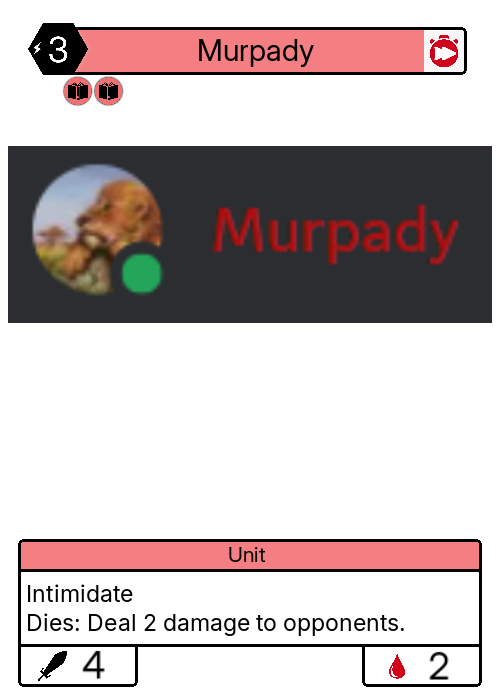 3
Murpady
Murpady
Unit
Intimidate
Dies: Deal 2 damage to opponents.
4
2